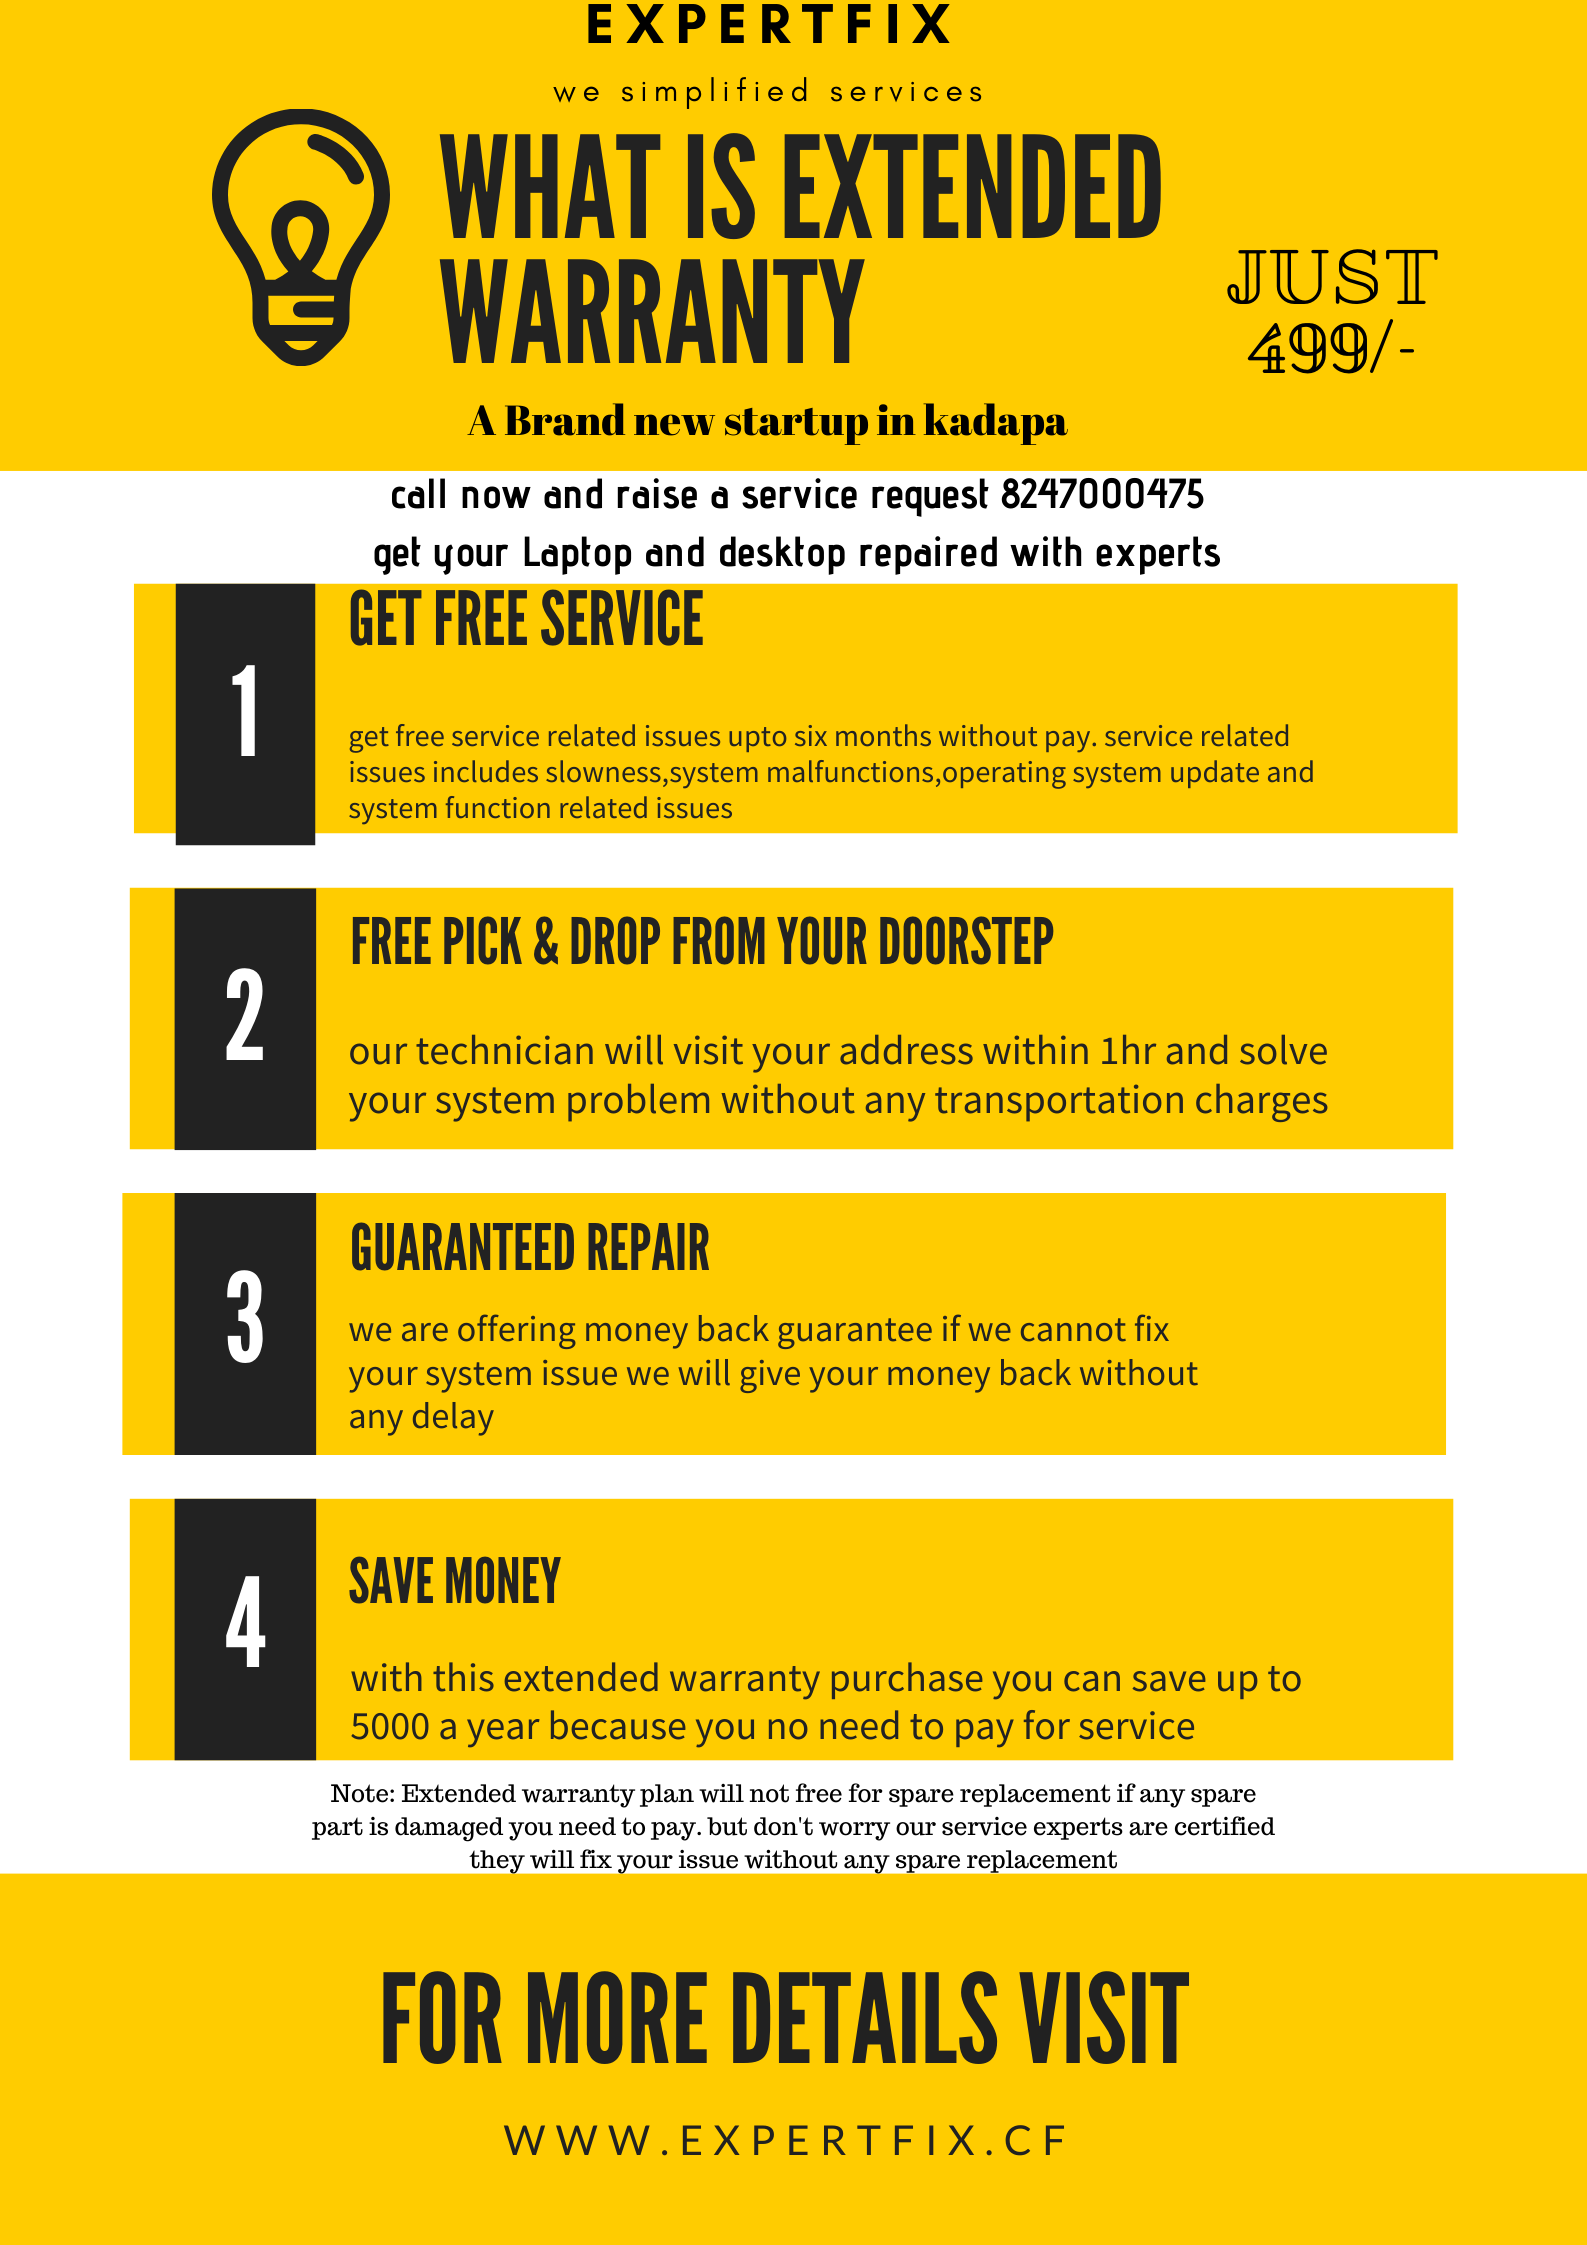 EXPERTFIX
we simplified services
WHAT IS EXTENDED
WARRANTY
JUST
499/-
A Brand new startup in kadapa
call now and raise a service request 8247000475
get your Laptop and desktop repaired with experts
1
GET FREE SERVICE
get free service related issues upto six months without pay. service related
issues includes slowness,system malfunctions,operating system update and
system function related issues
2
FREE PICK & DROP FROM YOUR DOORSTEP
our technician will visit your address within 1hr and solve
your system problem without any transportation charges
3
GUARANTEED REPAIR
we are offering money back guarantee if we cannot fix
your system issue we will give your money back without
any delay
4
SAVE MONEY
with this extended warranty purchase you can save up to
5000 a year because you no need to pay for service
Note: Extended warranty plan will not free for spare replacement if any spare
part is damaged you need to pay. but don't worry our service experts are certified
they will fix your issue without any spare replacement
FOR MORE DETAILS VISIT
WWW.EXPERTFIX.CF